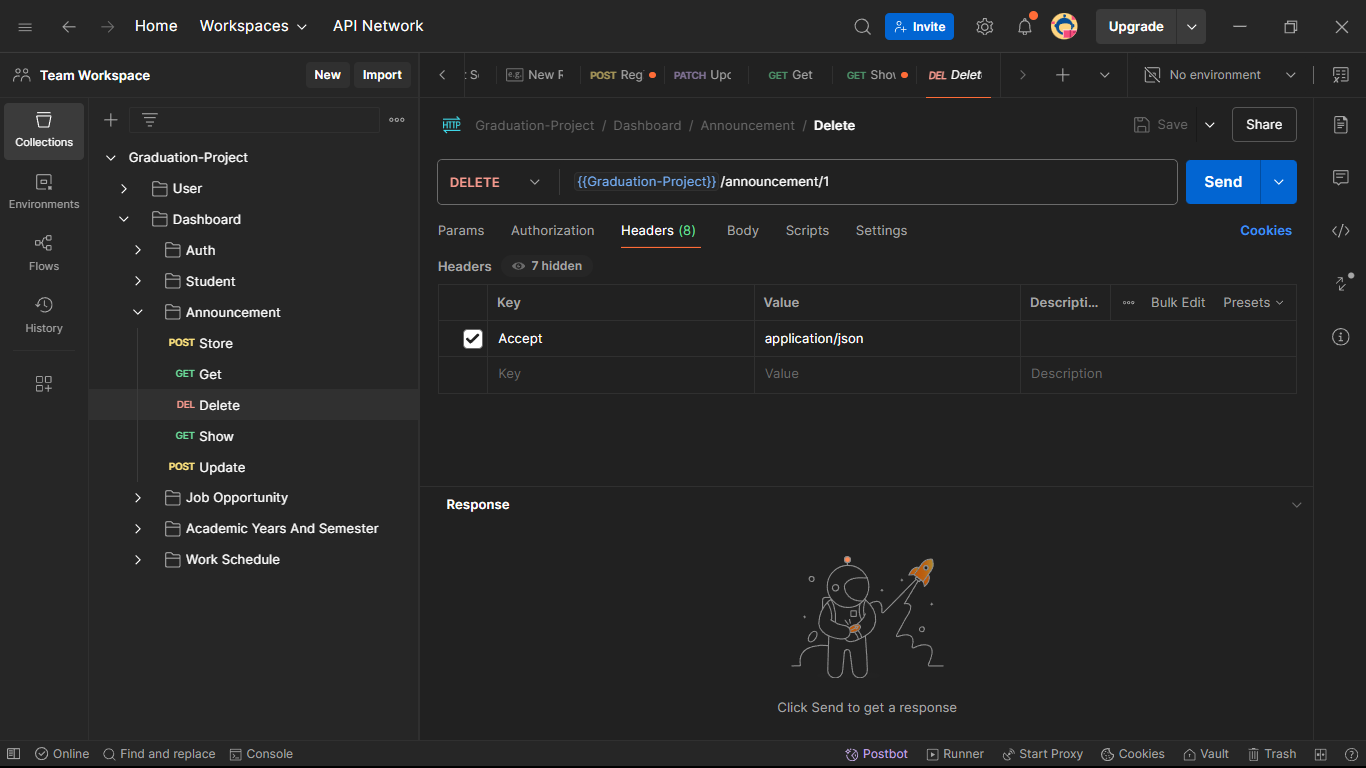 Home Workspaces API Network Invite Upgrade
Team Workspace New Import
e.g. New R POST Reg PATCH Upc GET Get GET Show DEL Delet No environment
Collections
Environments
Flows
History
Graduation-Project
User
Dashboard
Auth
Student
Announcement
POST Store
GET Get
DEL Delete
GET Show
POST Update
Job Opportunity
Academic Years And Semester
Work Schedule
HTTP Graduation-Project / Dashboard / Announcement / Delete Save Share
DELETE {{Graduation-Project}} /announcement/1 Send
Params Authorization Headers (8) Body Scripts Settings Cookies
Headers 7 hidden
Key Value Descripti... Bulk Edit Presets
Accept application/json
Key Value Description
Response
Click Send to get a response
Online Find and replace Console Postbot Runner Start Proxy Cookies Vault Trash